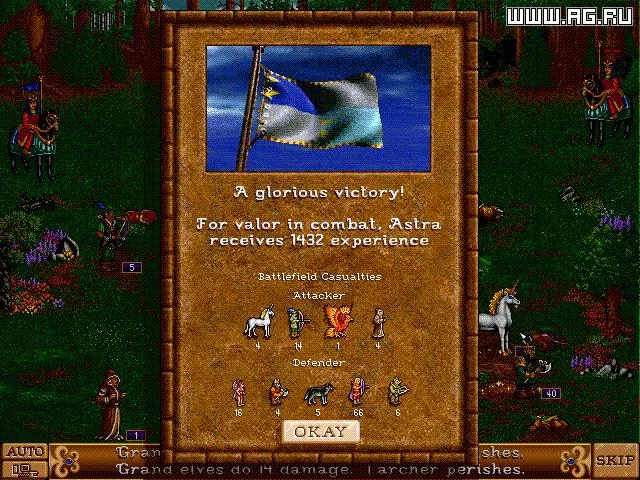 WWW.AG.RU
A glorious victory!
For valor in combat, Astra
receives 1432 experience
Battlefield Casualties
Attacker
4 14 1 4
Defender
16 4 5 66 6
OKAY
5
40
1
AUTO
SKIP
Gran shes.
Grand elves do 14 damage. 1 archer perishes.